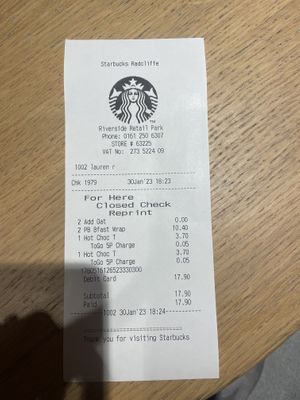 Starbucks Radcliffe
Riverside Retail Park
Phone: 0161 250 6307
STORE # 63225
VAT No: 273 5224 09
1002 lauren r
Chk 1979 30Jan'23 18:23
For Here
Closed Check
Reprint
2 Add Oat 0.00
2 PB Bfast Wrap 10.40
1 Hot Choc T 3.70
ToGo 5P Charge 0.05
1 Hot Choc T 3.70
ToGo 5P Charge 0.05
1780516126523330300
Debit Card 17.90
Subtotal 17.90
Paid 17.90
--------1002 30Jan'23 18:24--------
==========================
Thank you for visiting Starbucks